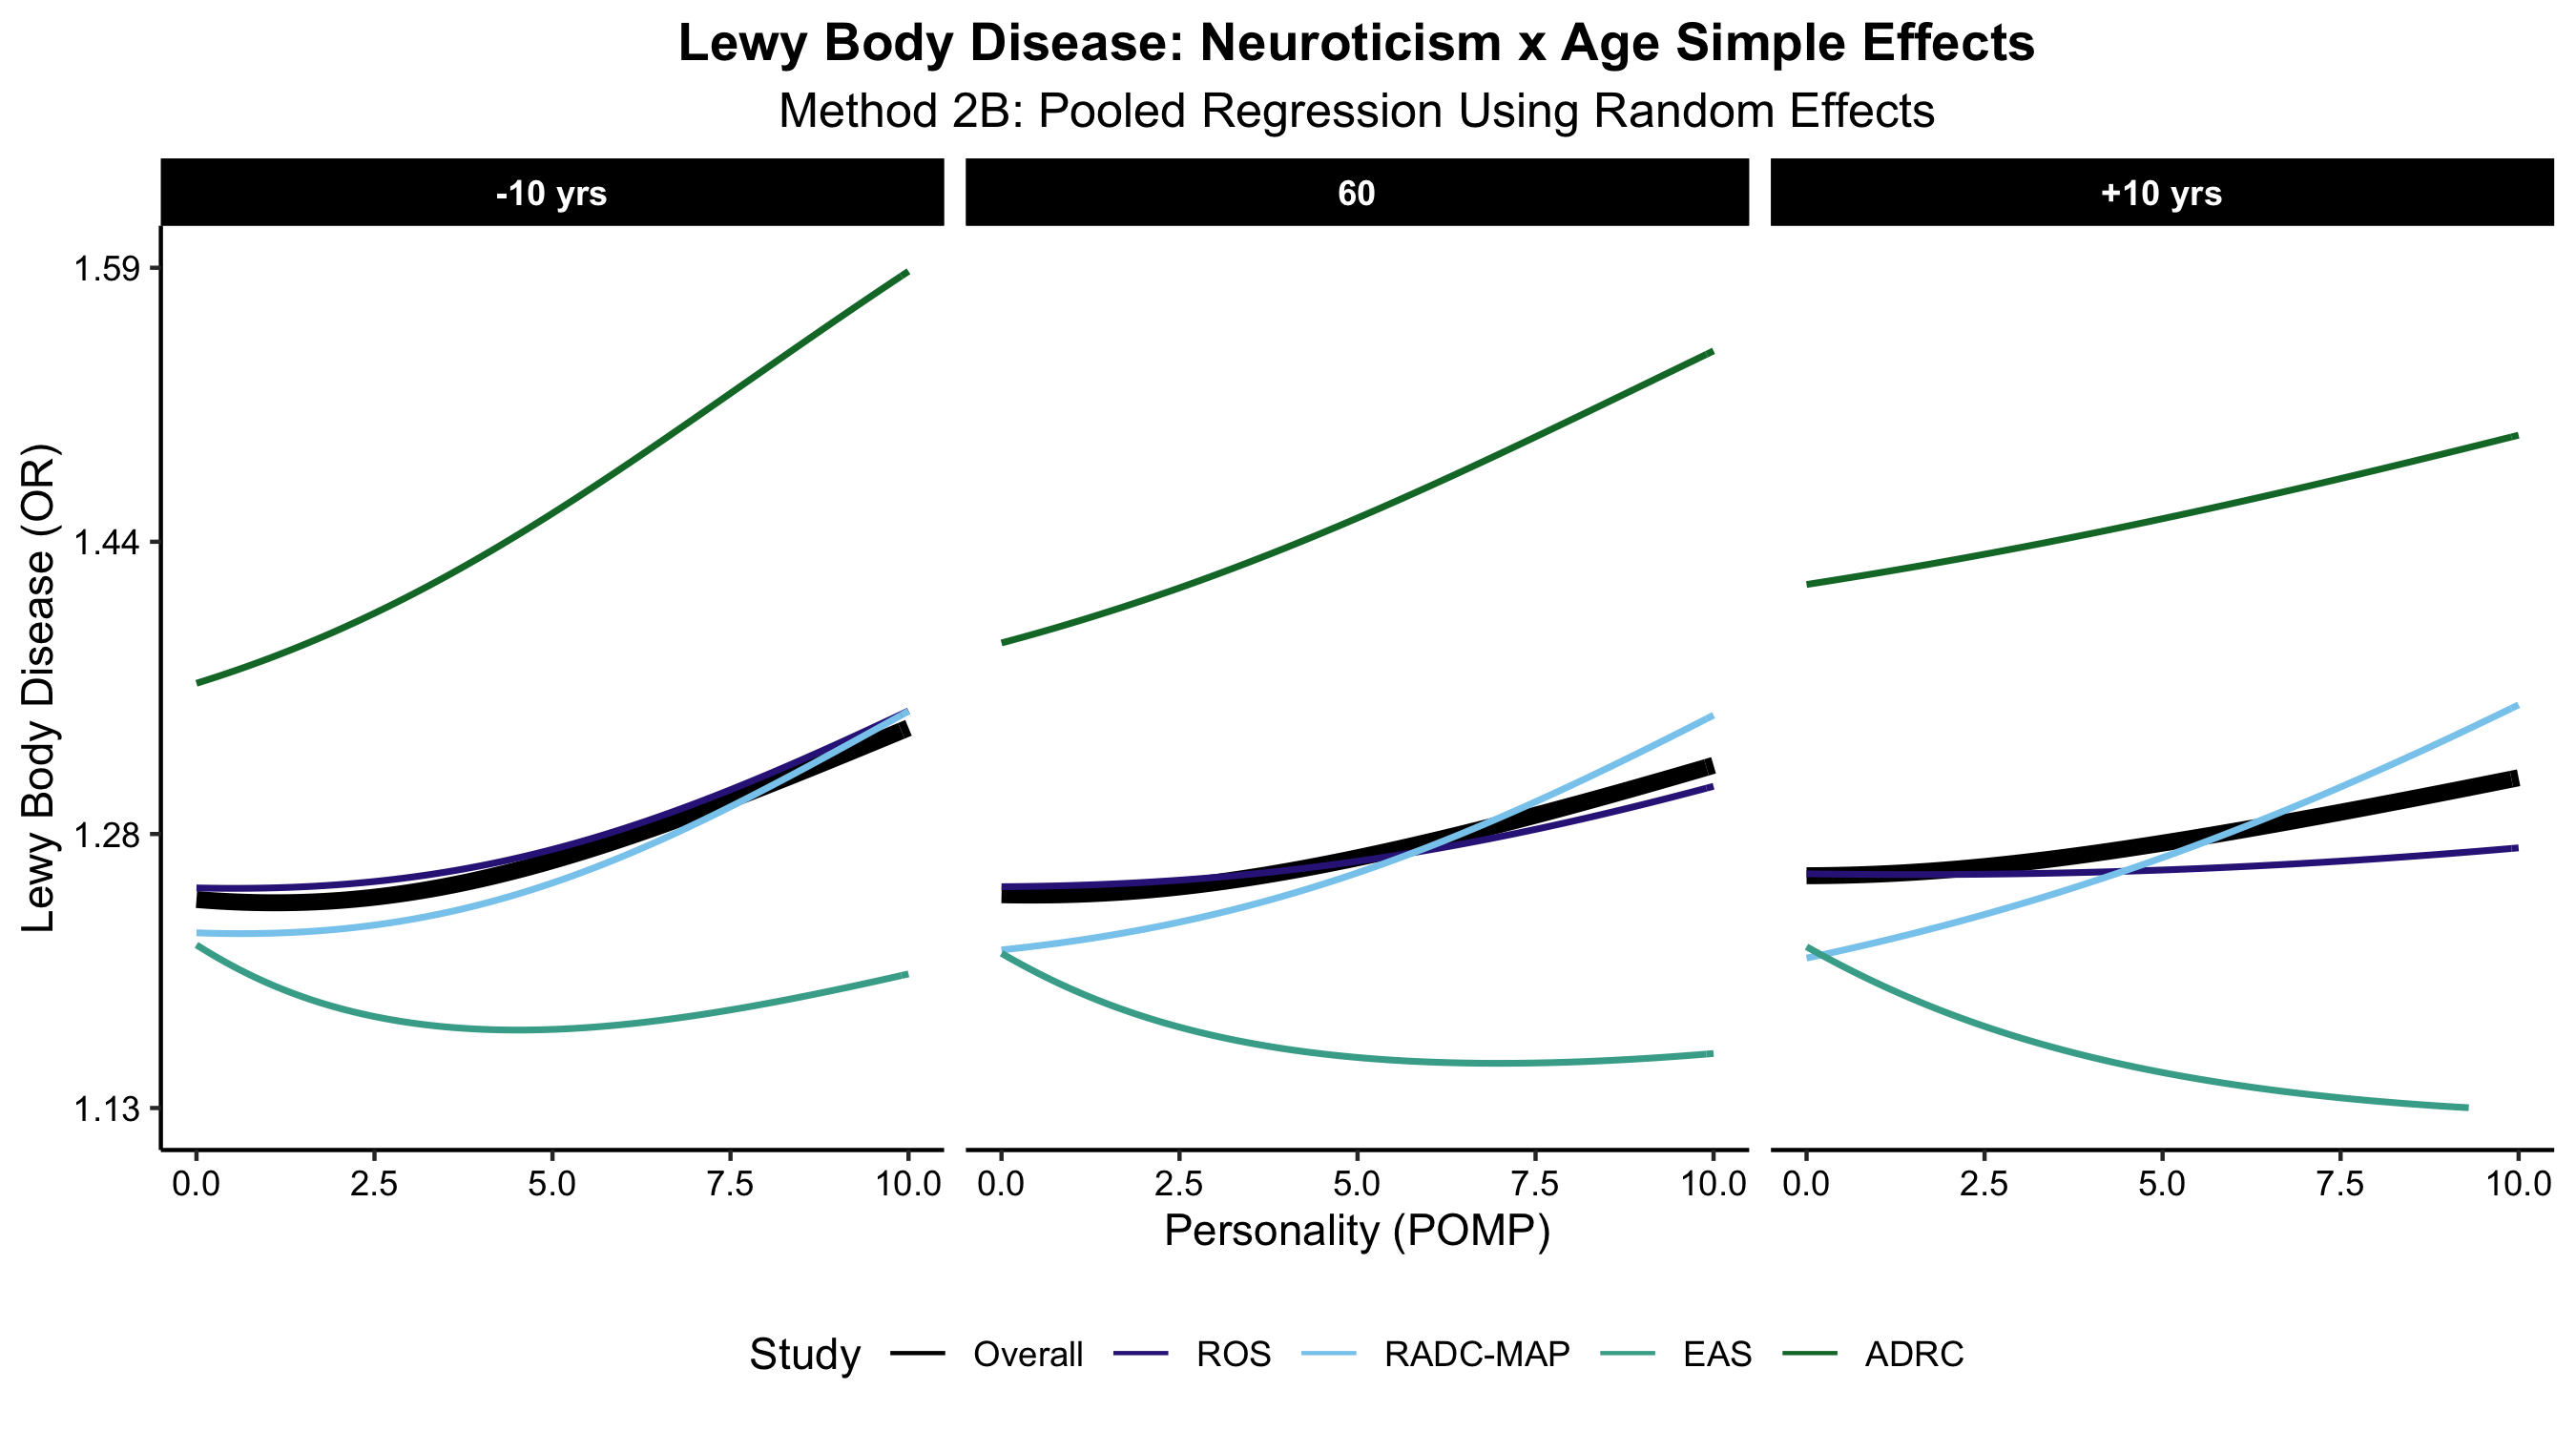 Lewy Body Disease: Neuroticism x Age Simple Effects
Method 2B: Pooled Regression Using Random Effects
-10 yrs 60 +10 yrs
Lewy Body Disease (OR)
1.59
1.44
1.28
1.13
0.0 2.5 5.0 7.5 10.0 0.0 2.5 5.0 7.5 10.0 0.0 2.5 5.0 7.5 10.0
Personality (POMP)
Study Overall ROS RADC-MAP EAS ADRC